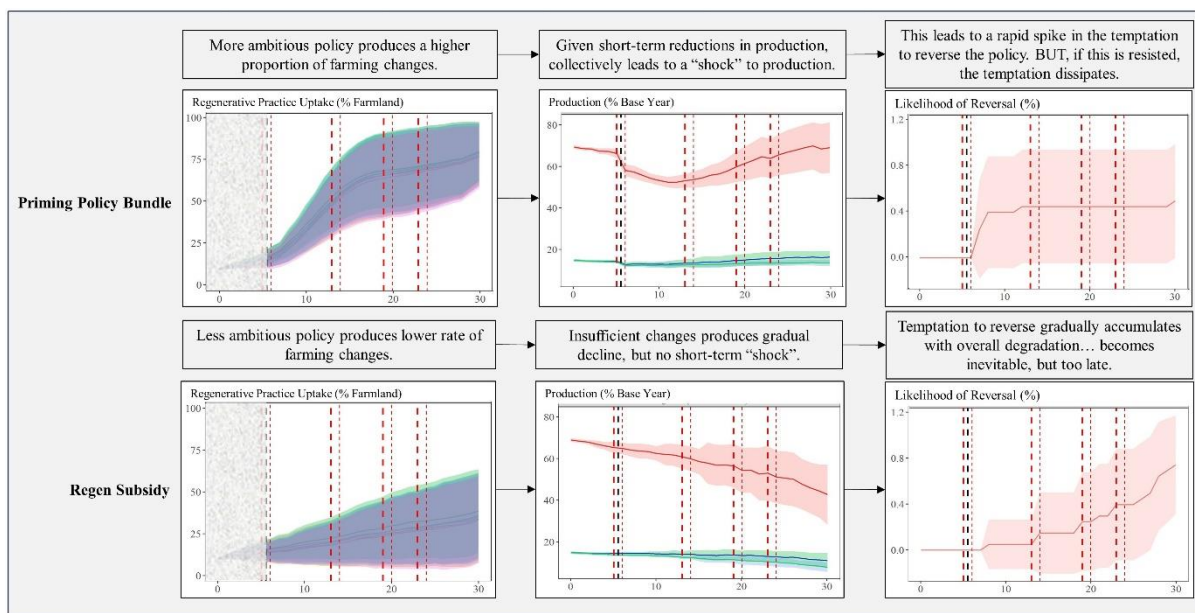 More ambitious policy produces a higher
proportion of farming changes.
Given short-term reductions in production,
collectively leads to a “shock” to production.
This leads to a rapid spike in the temptation
to reverse the policy. BUT, if this is resisted,
the temptation dissipates.
Priming Policy Bundle
Regenerative Practice Uptake (% Farmland)
100
75
50
25
0
0
10
20
30
Production (% Base Year)
80
60
40
20
0
10
20
30
Likelihood of Reversal (%)
1.2
0.8
0.4
0.0
0
10
20
30
Less ambitious policy produces lower rate of
farming changes.
Insufficient changes produces gradual
decline, but no short-term “shock”.
Temptation to reverse gradually accumulates
with overall degradation… becomes
inevitable, but too late.
Regen Subsidy
Regenerative Practice Uptake (% Farmland)
100
75
50
25
0
0
10
20
30
Production (% Base Year)
80
60
40
20
0
10
20
30
Likelihood of Reversal (%)
1.2
0.8
0.4
0.0
0
10
20
30